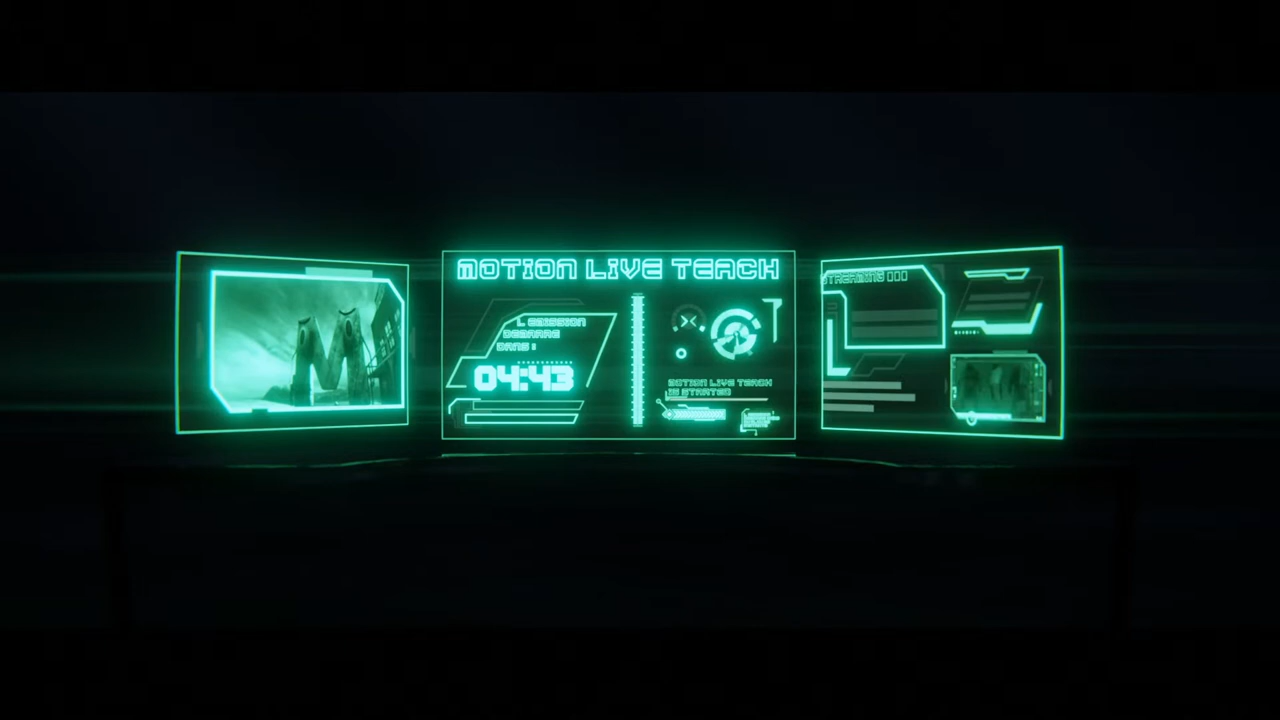 MOTION LIVE TEACH
L EMISSION
DEMARRE
DANS :
04:43
MOTION LIVE TEACH
IS STARTED
STREAMING
M